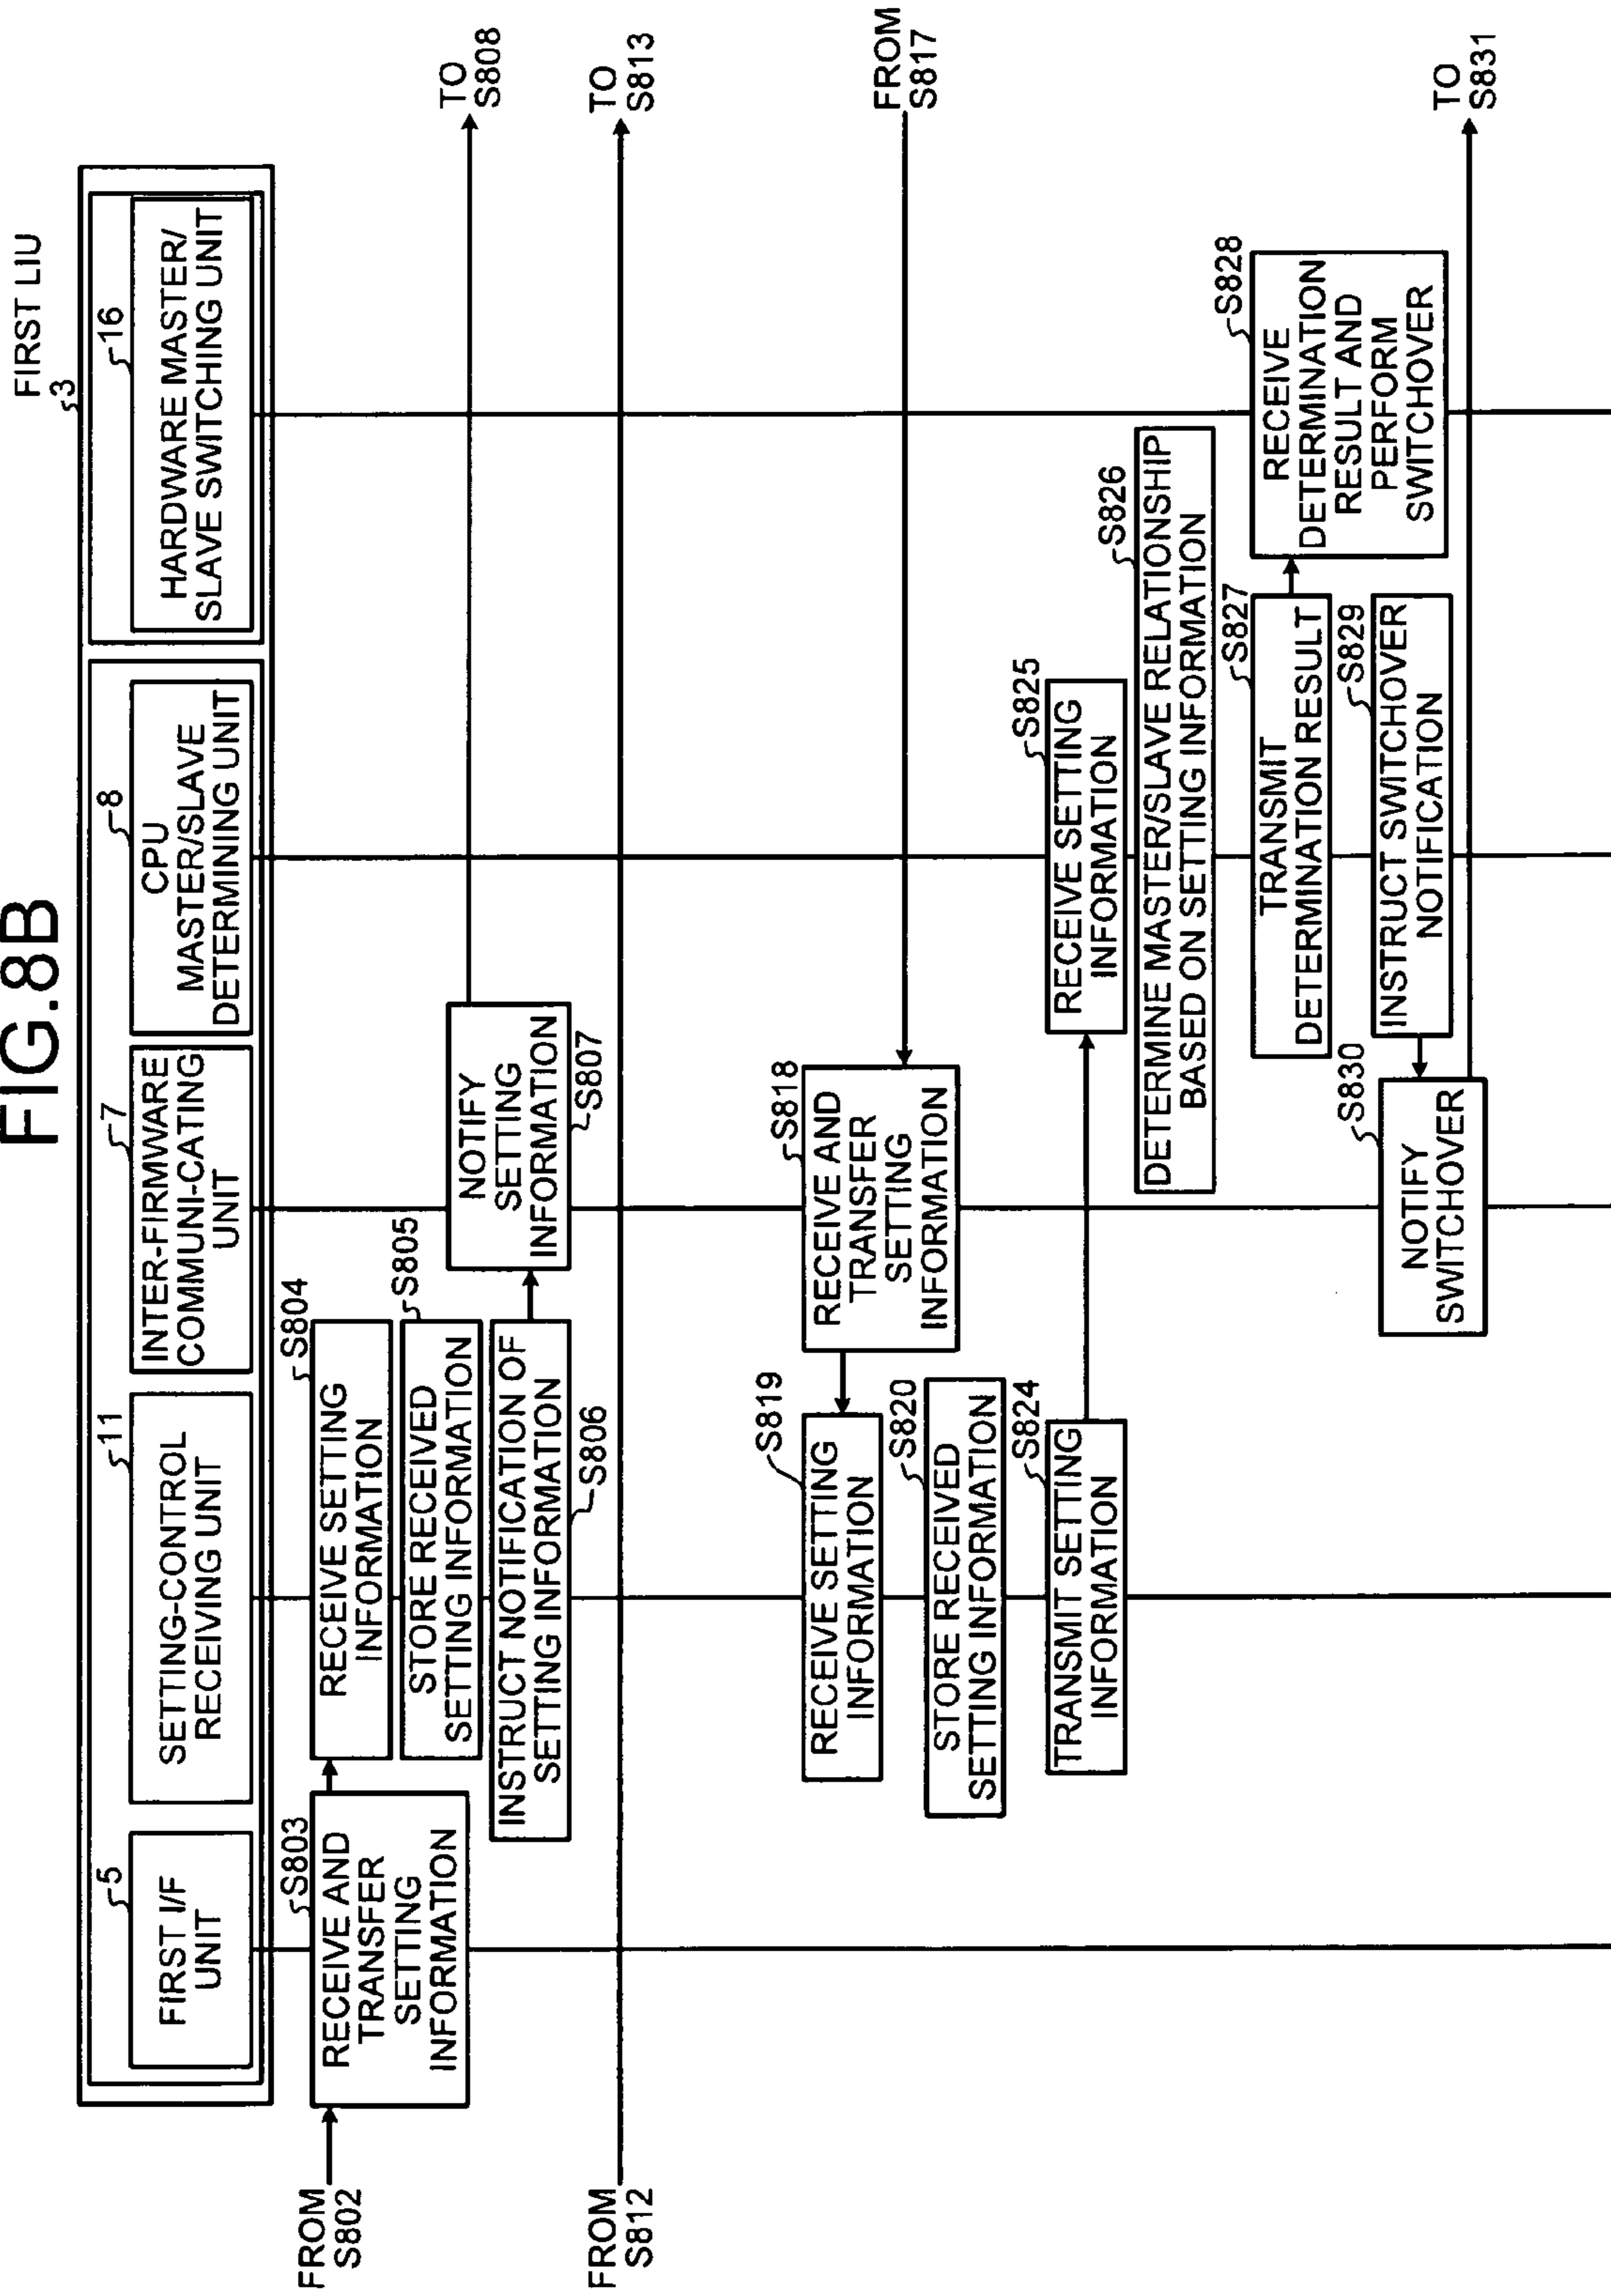 FIG.8B
FIRST LIU
3
5
FIRST I/F
UNIT
11
SETTING-CONTROL
RECEIVING UNIT
7
INTER-FIRMWARE
COMMUNI-CATING
UNIT
8
CPU
MASTER/SLAVE
DETERMINING UNIT
16
HARDWARE MASTER/
SLAVE SWITCHING UNIT
FROM
S802
S803
RECEIVE AND
TRANSFER
SETTING
INFORMATION
S804
RECEIVE SETTING
INFORMATION
S805
STORE RECEIVED
SETTING INFORMATION
INSTRUCT NOTIFICATION OF
SETTING INFORMATION
S806
NOTIFY
SETTING
INFORMATION
S807
TO
S808
FROM
S812
TO
S813
FROM
S817
S818
RECEIVE AND
TRANSFER
SETTING
INFORMATION
S819
RECEIVE SETTING
INFORMATION
S820
STORE RECEIVED
SETTING INFORMATION
S824
TRANSMIT SETTING
INFORMATION
S825
RECEIVE SETTING
INFORMATION
S826
DETERMINE MASTER/SLAVE RELATIONSHIP
BASED ON SETTING INFORMATION
S827
TRANSMIT
DETERMINATION RESULT
S828
RECEIVE
DETERMINATION
RESULT AND
PERFORM
SWITCHOVER
S829
INSTRUCT SWITCHOVER
NOTIFICATION
S830
NOTIFY
SWITCHOVER
TO
S831